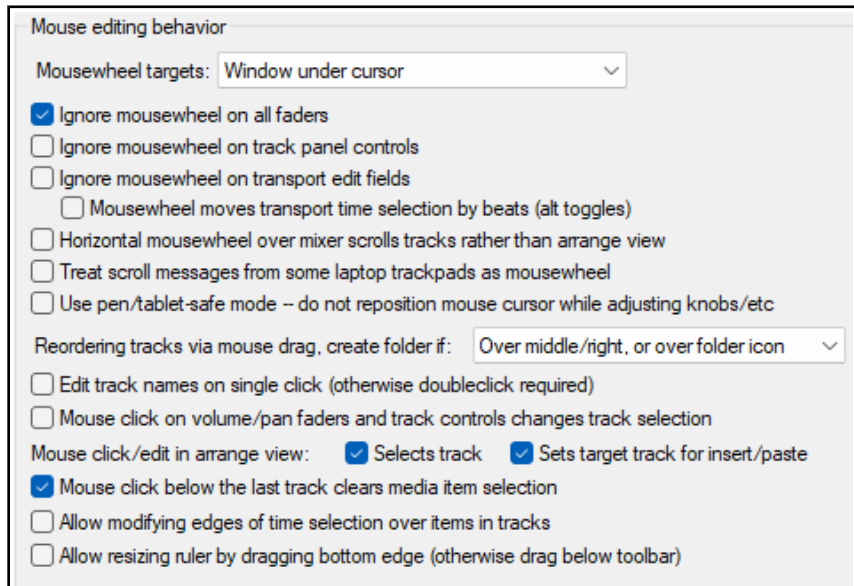 Mouse editing behavior
Mousewheel targets: Window under cursor
Ignore mousewheel on all faders
Ignore mousewheel on track panel controls
Ignore mousewheel on transport edit fields
Mousewheel moves transport time selection by beats (alt toggles)
Horizontal mousewheel over mixer scrolls tracks rather than arrange view
Treat scroll messages from some laptop trackpads as mousewheel
Use pen/tablet-safe mode -- do not reposition mouse cursor while adjusting knobs/etc
Reordering tracks via mouse drag, create folder if: Over middle/right, or over folder icon
Edit track names on single click (otherwise doubleclick required)
Mouse click on volume/pan faders and track controls changes track selection
Mouse click/edit in arrange view: Selects track Sets target track for insert/paste
Mouse click below the last track clears media item selection
Allow modifying edges of time selection over items in tracks
Allow resizing ruler by dragging bottom edge (otherwise drag below toolbar)